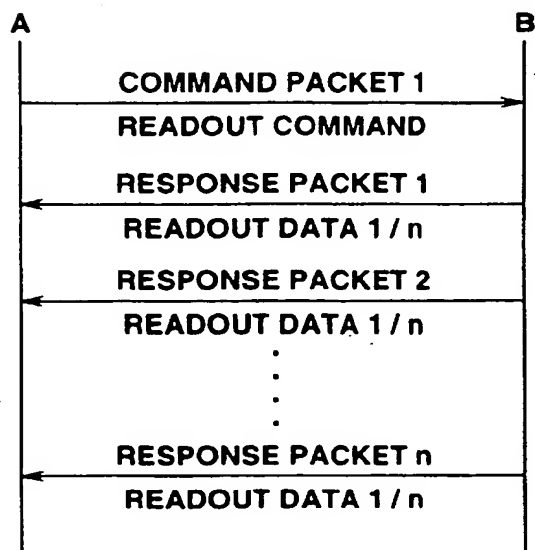 A B
COMMAND PACKET 1
READOUT COMMAND
RESPONSE PACKET 1
READOUT DATA 1 / n
RESPONSE PACKET 2
READOUT DATA 1 / n
RESPONSE PACKET n
READOUT DATA 1 / n